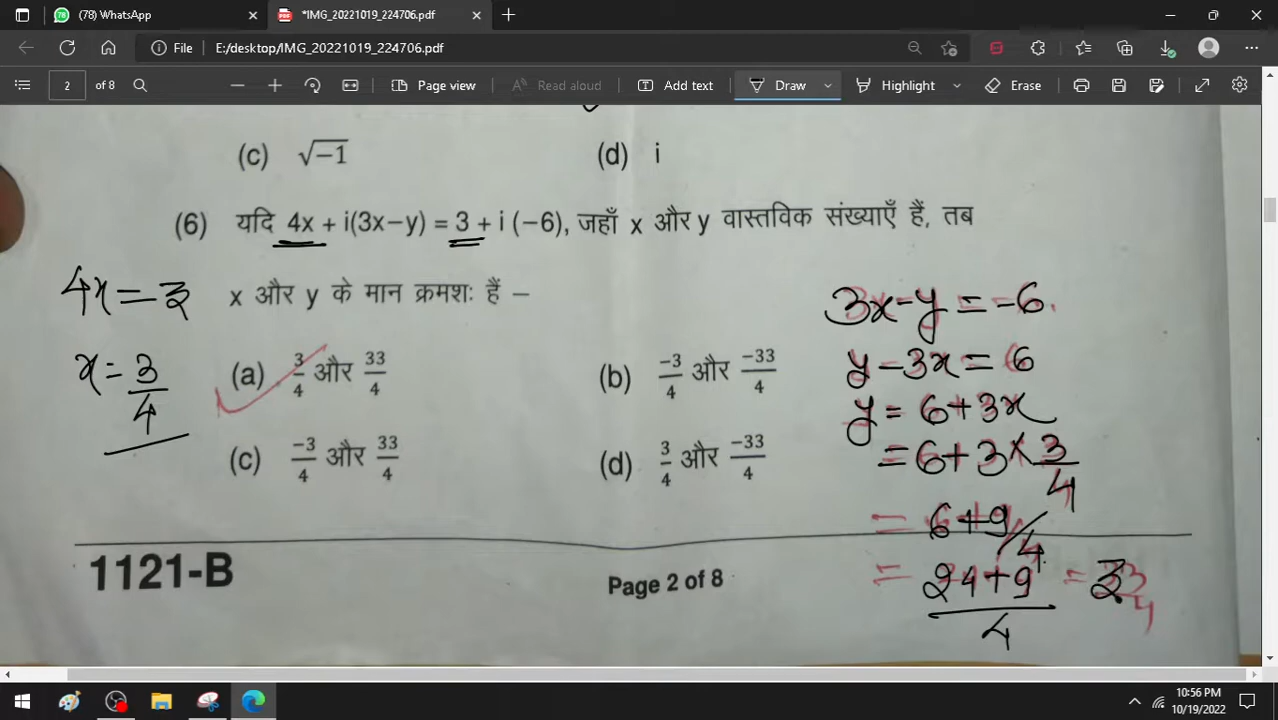 (78) WhatsApp
*IMG_20221019_224706.pdf
File E:/desktop/IMG_20221019_224706.pdf
2 of 8 Page view Read aloud Add text Draw Highlight Erase
(c) √−1 (d) i
(6) यदि 4x + i(3x−y) = 3 + i (−6), जहाँ x और y वास्तविक संख्याएँ हैं, तब
x और y के मान क्रमशः हैं −
(a) 3/4 और 33/4 (b) −3/4 और −33/4
(c) −3/4 और 33/4 (d) 3/4 और −33/4
4x = 3
x = 3/4
3x−y = −6
y − 3x = 6
y = 6+3x
= 6+3×3/4
= 6+9/4
= 24+9/4 = 33/4
1121-B Page 2 of 8
10:56 PM
10/19/2022